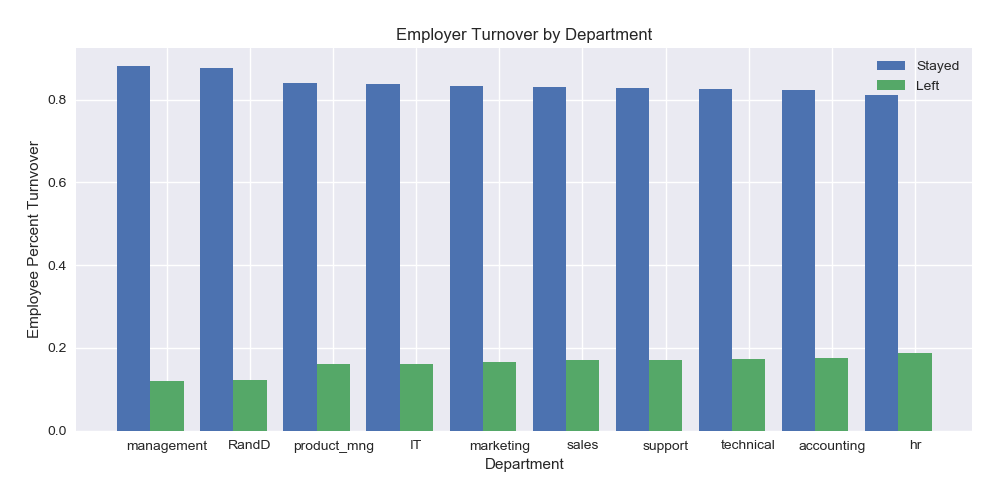 Employer Turnover by Department
Stayed
Left
Employee Percent Turnvover
0.8
0.6
0.4
0.2
0.0
management RandD product_mng IT marketing sales support technical accounting hr
Department